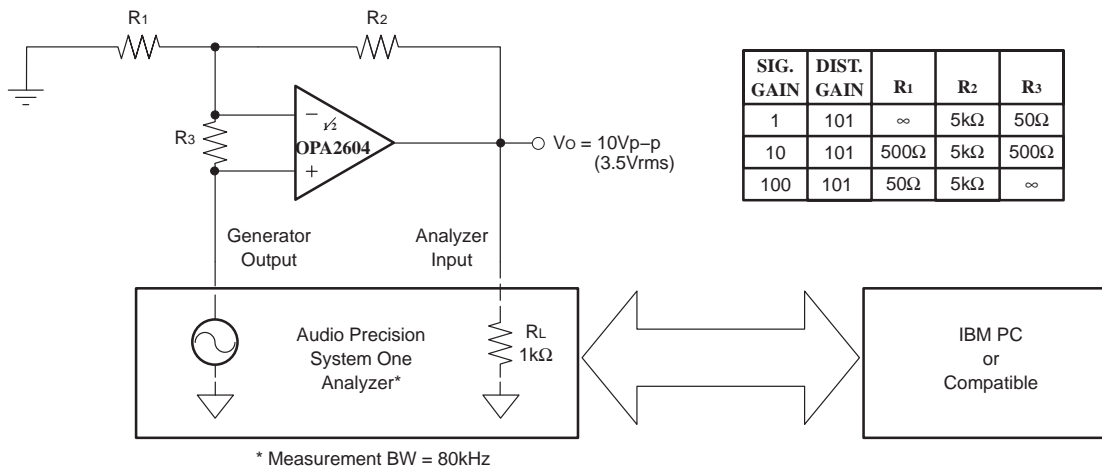 R1
R2
R3
−
½
OPA2604
+
Vo = 10Vp−p
(3.5Vrms)
Generator
Output
Analyzer
Input
Audio Precision
System One
Analyzer*
RL
1kΩ
IBM PC
or
Compatible
* Measurement BW = 80kHz
SIG. GAIN DIST. GAIN R1 R2 R3
1 101 ∞ 5kΩ 50Ω
10 101 500Ω 5kΩ 500Ω
100 101 50Ω 5kΩ ∞